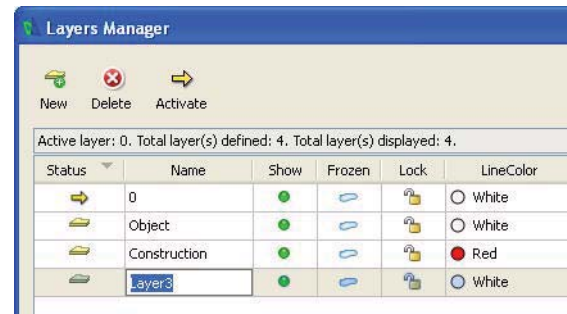 Layers Manager
New Delete Activate
Active layer: 0. Total layer(s) defined: 4. Total layer(s) displayed: 4.
Status Name Show Frozen Lock LineColor
0 White
Object White
Construction Red
Layer3 White